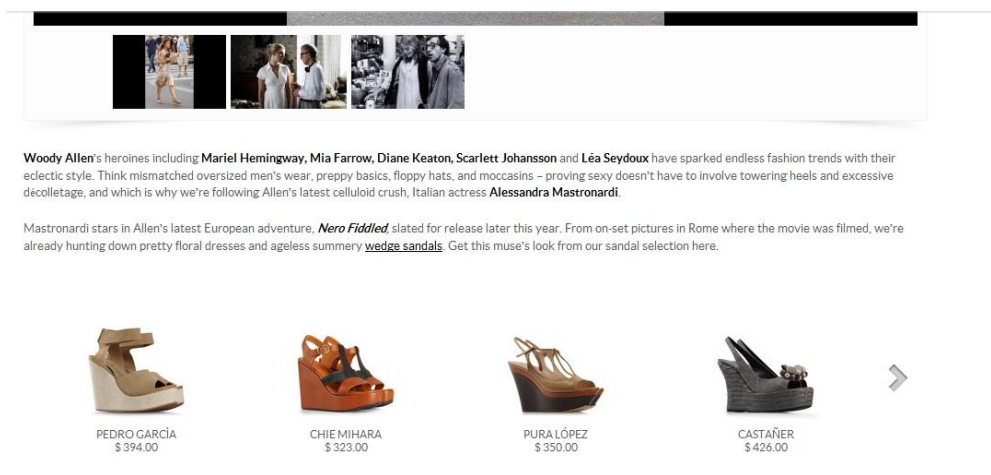 Woody Allen's heroines including Mariel Hemingway, Mia Farrow, Diane Keaton, Scarlett Johansson and Léa Seydoux have sparked endless fashion trends with their
eclectic style. Think mismatched oversized men's wear, preppy basics, floppy hats, and moccasins – proving sexy doesn't have to involve towering heels and excessive
décolletage, and which is why we're following Allen's latest celluloid crush, Italian actress Alessandra Mastronardi.
Mastronardi stars in Allen's latest European adventure, Nero Fiddled, slated for release later this year. From on-set pictures in Rome where the movie was filmed, we're
already hunting down pretty floral dresses and ageless summery wedge sandals. Get this muse's look from our sandal selection here.
PEDRO GARCÍA
$ 394.00
CHIE MIHARA
$ 323.00
PURA LÓPEZ
$ 350.00
CASTAÑER
$ 426.00